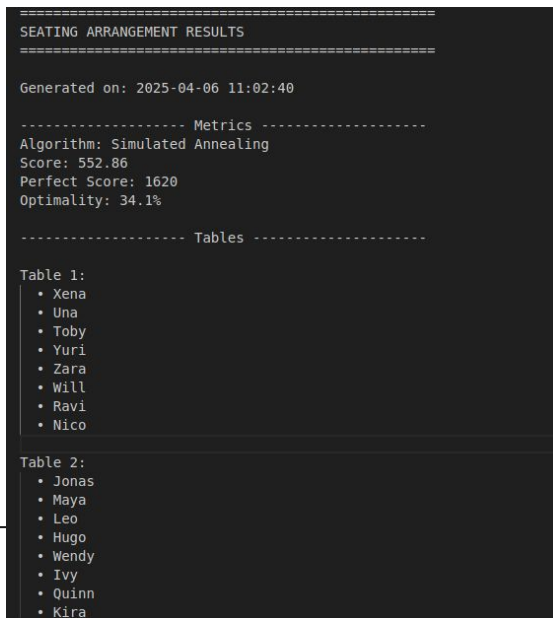 ==================================================
SEATING ARRANGEMENT RESULTS
==================================================
Generated on: 2025-04-06 11:02:40
-------------------- Metrics --------------------
Algorithm: Simulated Annealing
Score: 552.86
Perfect Score: 1620
Optimality: 34.1%
-------------------- Tables ---------------------
Table 1:
• Xena
• Una
• Toby
• Yuri
• Zara
• Will
• Ravi
• Nico
Table 2:
• Jonas
• Maya
• Leo
• Hugo
• Wendy
• Ivy
• Quinn
• Kira